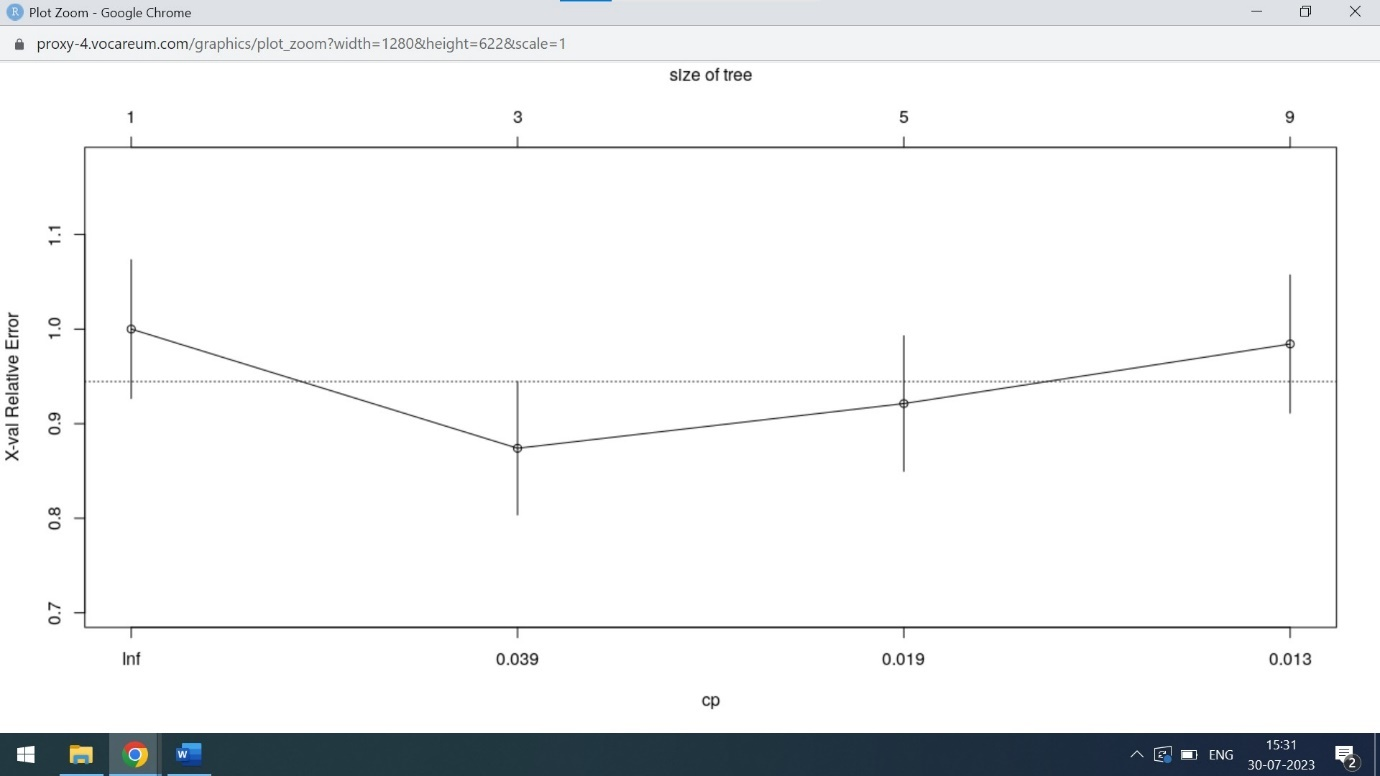 R Plot Zoom - Google Chrome
proxy-4.vocareum.com/graphics/plot_zoom?width=1280&height=622&scale=1
size of tree
1 3 5 9
X-val Relative Error
1.1
1.0
0.9
0.8
0.7
Inf 0.039 0.019 0.013
cp
W
ENG
15:31
30-07-2023
2